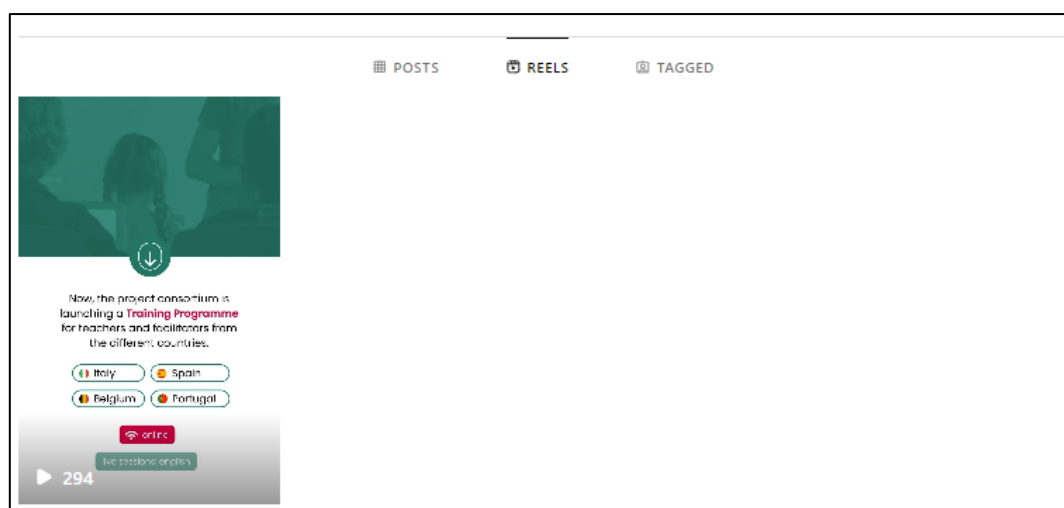 POSTS REELS TAGGED
Now, the project consortium is
launching a Training Programme
for teachers and facilitators from
the different countries.
Italy Spain
Belgium Portugal
online
live sessions: english
294